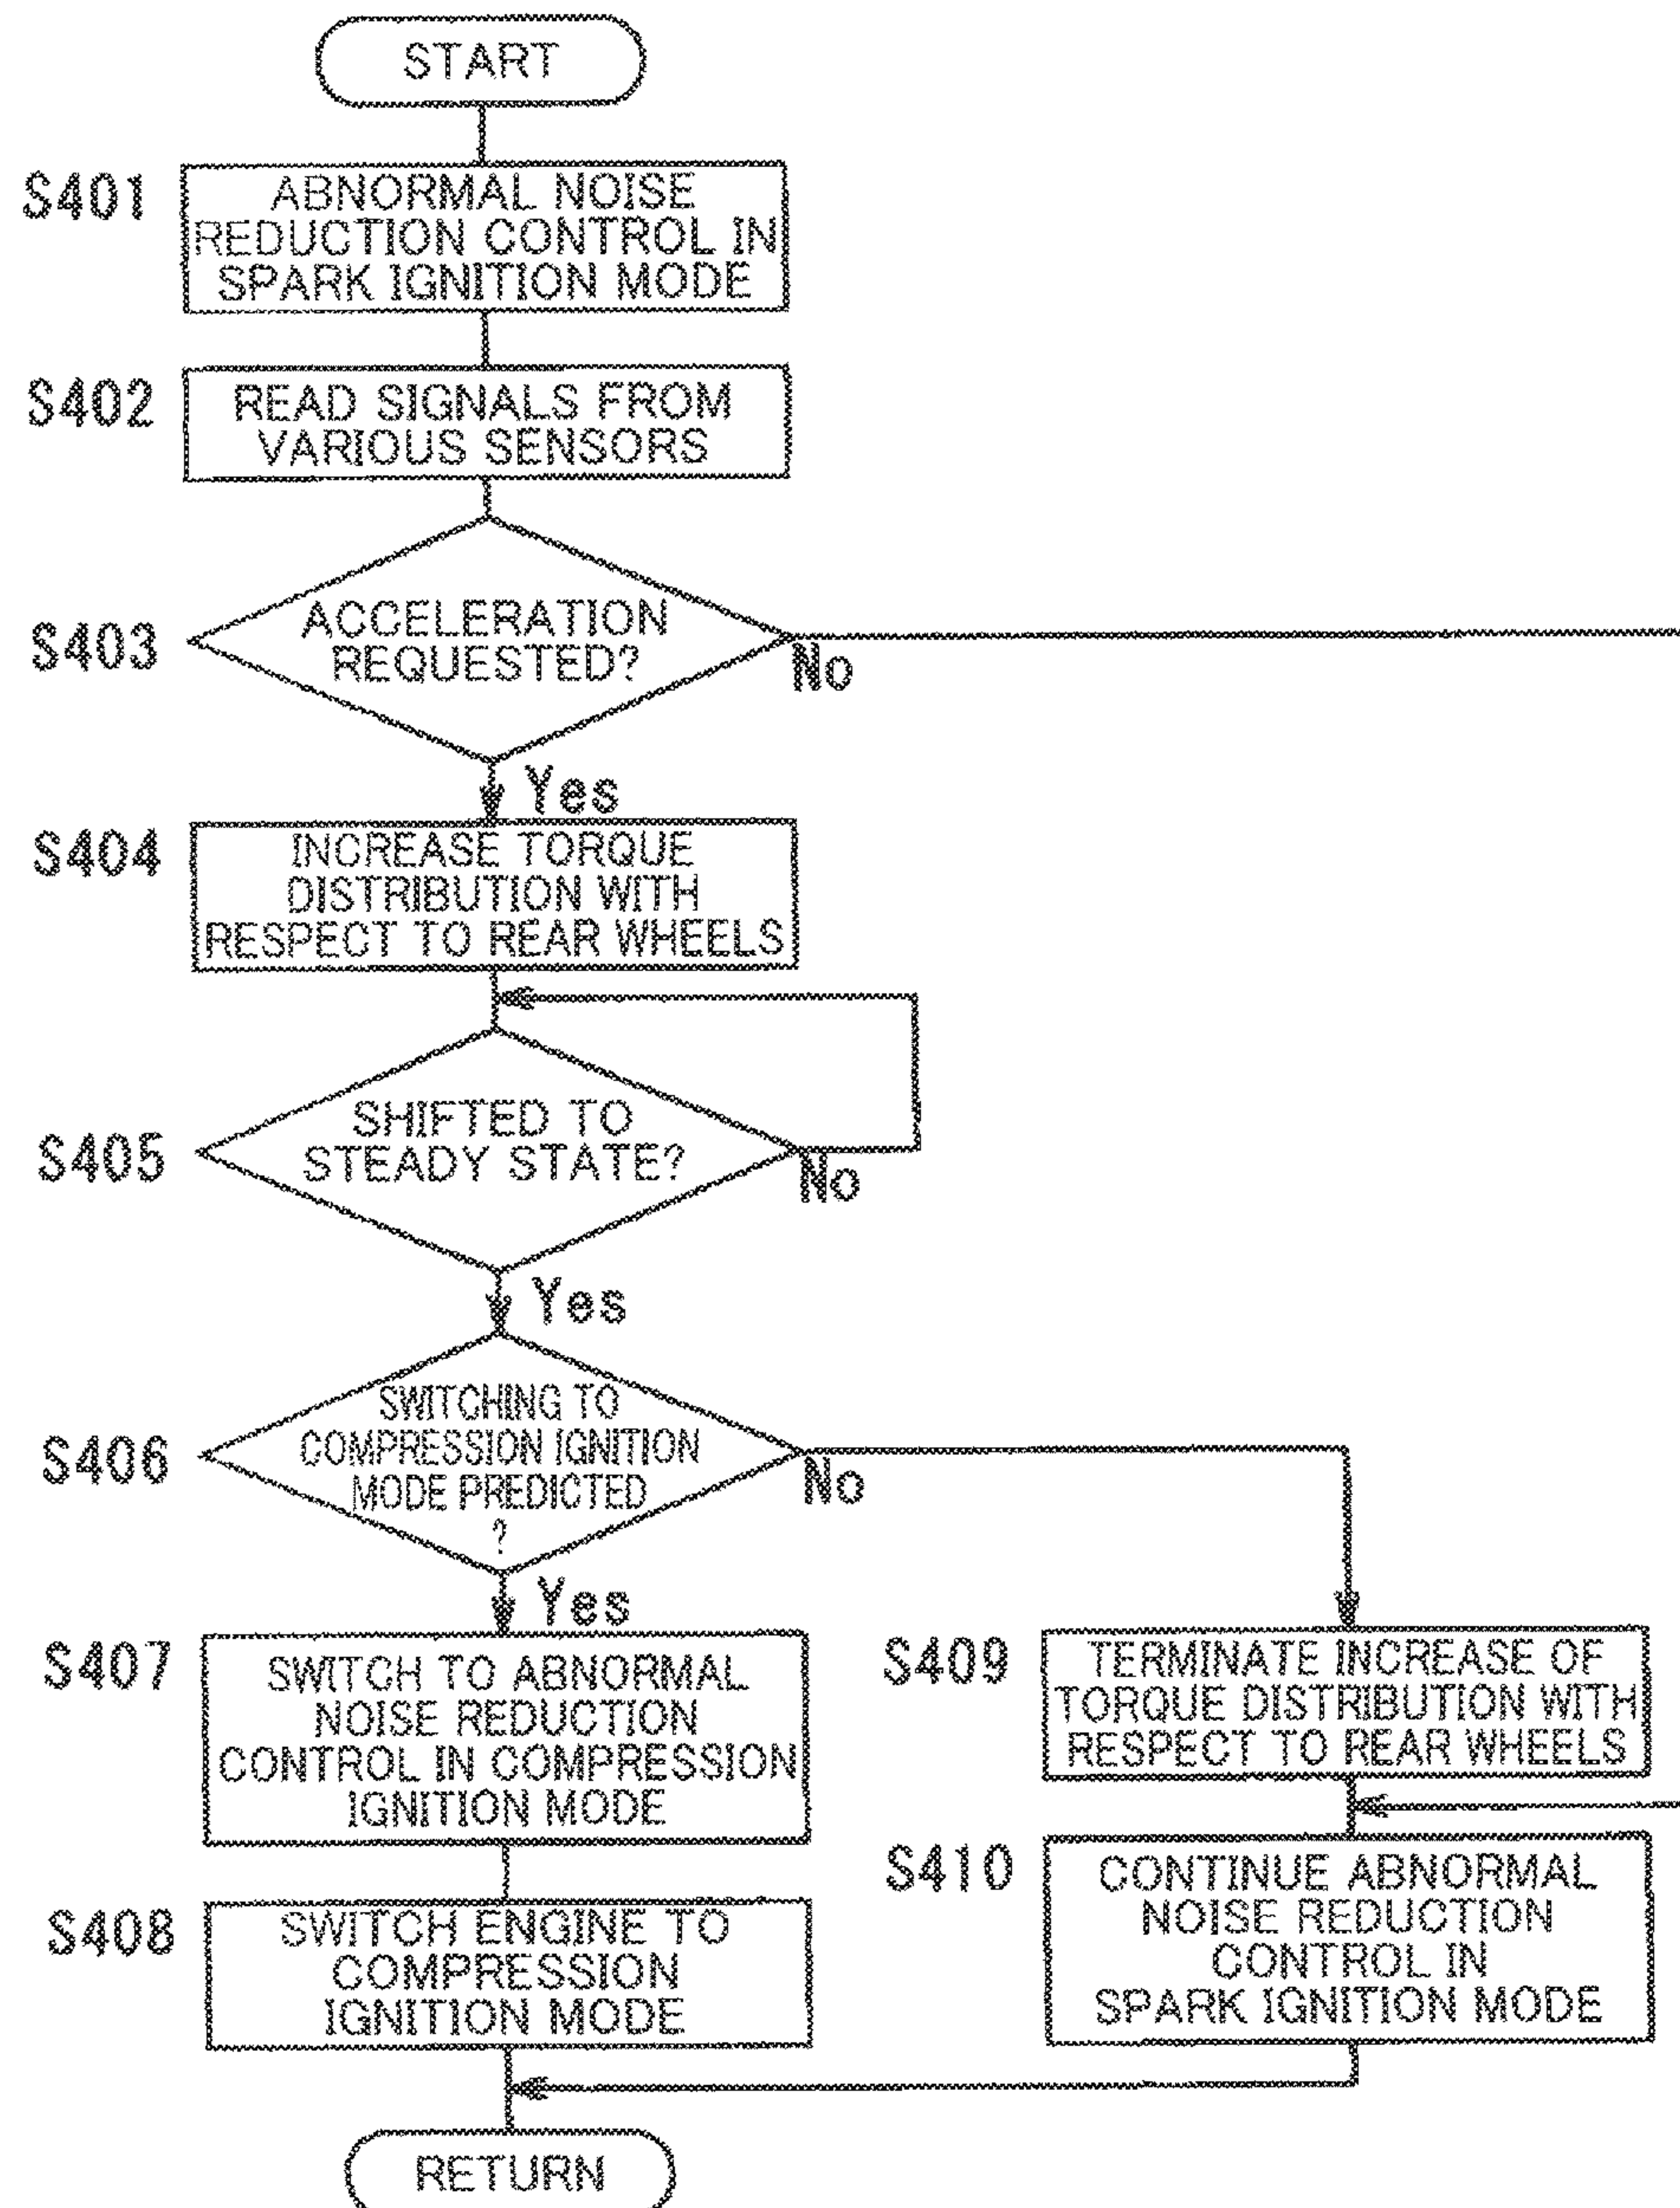 START
S401
ABNORMAL NOISE
REDUCTION CONTROL IN
SPARK IGNITION MODE
S402
READ SIGNALS FROM
VARIOUS SENSORS
S403
ACCELERATION
REQUESTED?
No
Yes
S404
INCREASE TORQUE
DISTRIBUTION WITH
RESPECT TO REAR WHEELS
S405
SHIFTED TO
STEADY STATE?
No
Yes
S406
SWITCHING TO
COMPRESSION IGNITION
MODE PREDICTED
?
No
Yes
S407
SWITCH TO ABNORMAL
NOISE REDUCTION
CONTROL IN COMPRESSION
IGNITION MODE
S409
TERMINATE INCREASE OF
TORQUE DISTRIBUTION WITH
RESPECT TO REAR WHEELS
S408
SWITCH ENGINE TO
COMPRESSION
IGNITION MODE
S410
CONTINUE ABNORMAL
NOISE REDUCTION
CONTROL IN
SPARK IGNITION MODE
RETURN